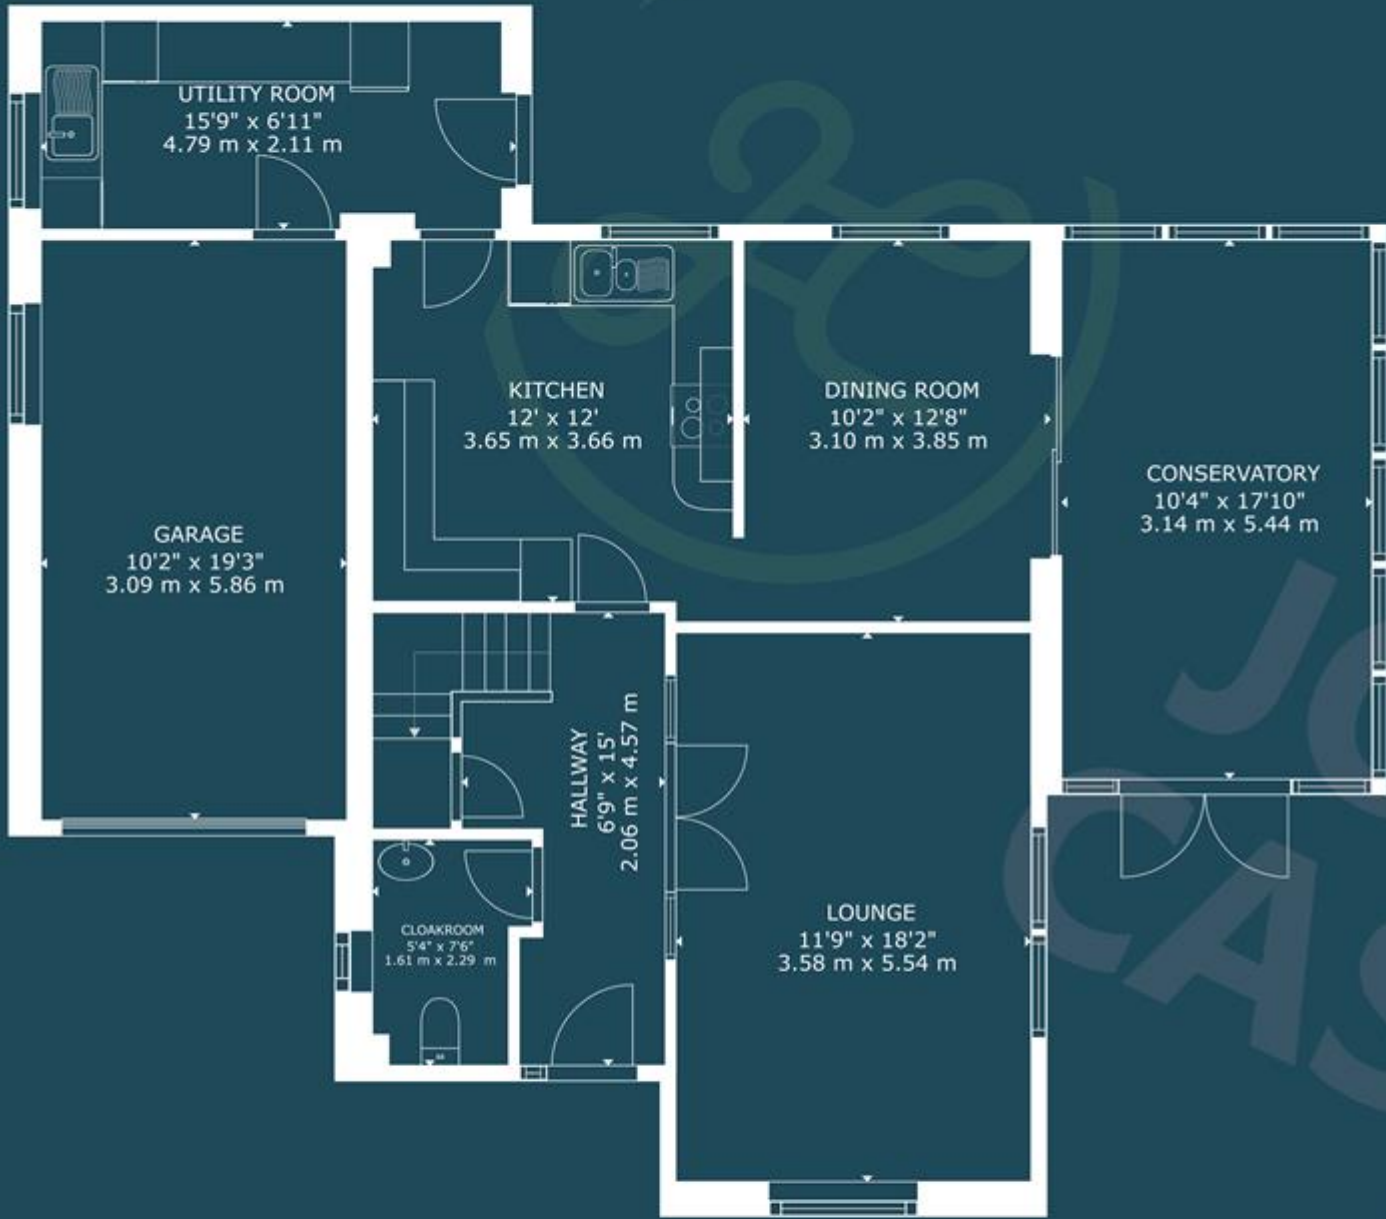 UTILITY ROOM
15'9" x 6'11"
4.79 m x 2.11 m
KITCHEN
12' x 12'
3.65 m x 3.66 m
DINING ROOM
10'2" x 12'8"
3.10 m x 3.85 m
CONSERVATORY
10'4" x 17'10"
3.14 m x 5.44 m
GARAGE
10'2" x 19'3"
3.09 m x 5.86 m
HALLWAY
6'9" x 15'
2.06 m x 4.57 m
CLOAKROOM
5'4" x 7'6"
1.61 m x 2.29 m
LOUNGE
11'9" x 18'2"
3.58 m x 5.54 m